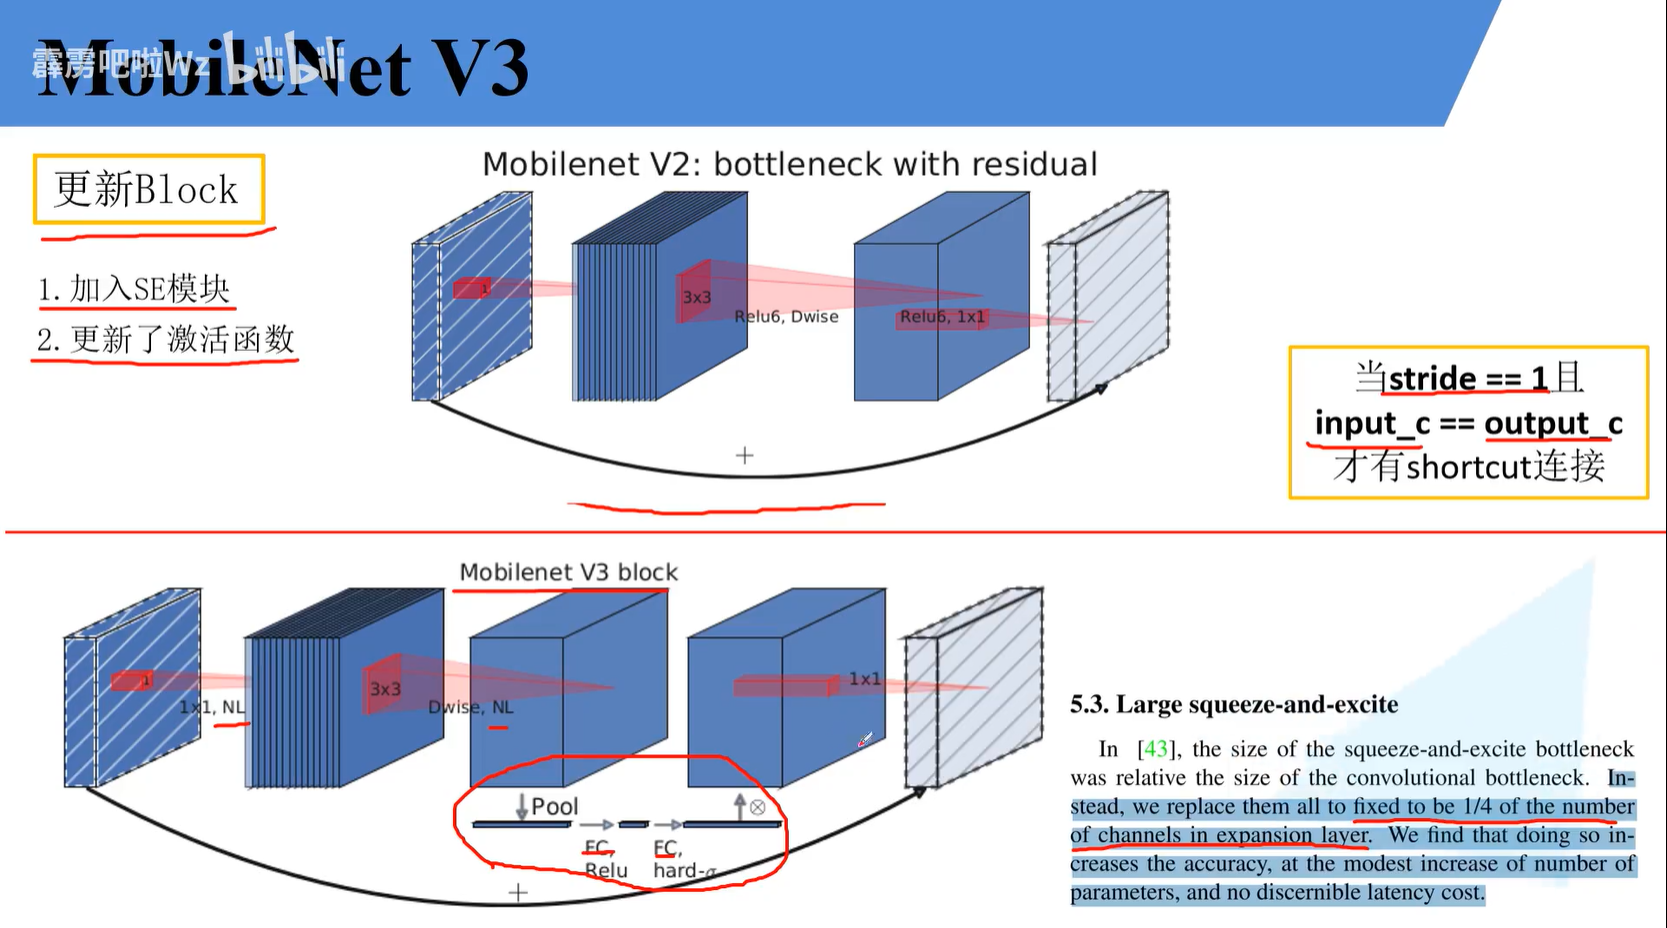 MobileNet V3
霹雳吧啦Wz bilibili
更新Block
1. 加入SE模块
2. 更新了激活函数
Mobilenet V2: bottleneck with residual
1
3x3
Relu6, Dwise
Relu6, 1x1
+
当stride == 1且
input_c == output_c
才有shortcut连接
Mobilenet V3 block
1
1x1, NL
3x3
Dwise, NL
1x1
Pool
⊗
FC,
Relu
FC,
hard-σ
+
5.3. Large squeeze-and-excite
In [43], the size of the squeeze-and-excite bottleneck
was relative the size of the convolutional bottleneck. In-
stead, we replace them all to fixed to be 1/4 of the number
of channels in expansion layer. We find that doing so in-
creases the accuracy, at the modest increase of number of
parameters, and no discernible latency cost.